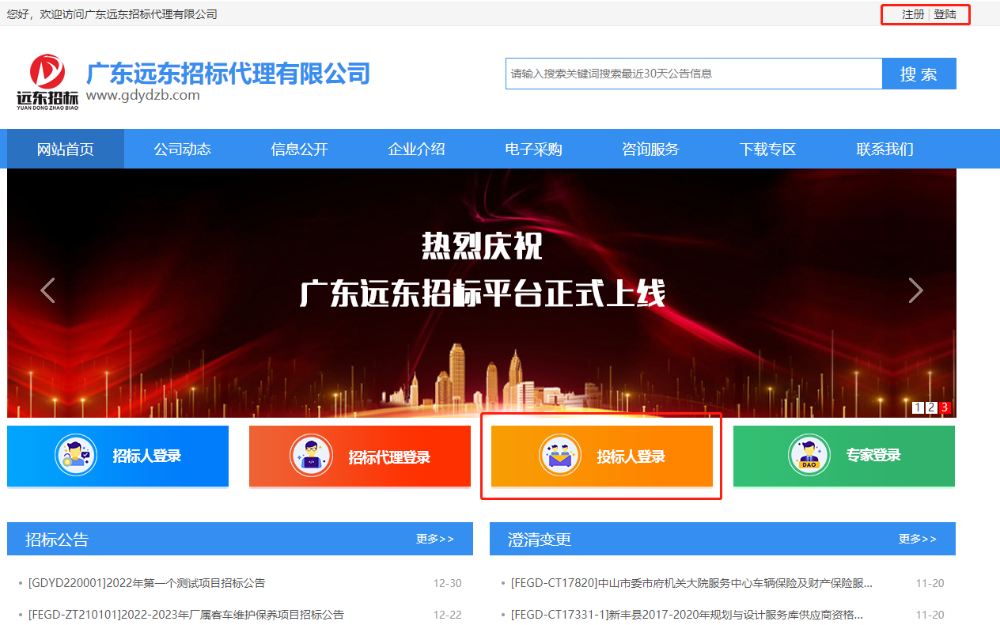 您好，欢迎访问广东远东招标代理有限公司
注册 | 登陆
远东招标
YUAN DONG ZHAO BIAO
广东远东招标代理有限公司
www.gdydzb.com
请输入搜索关键词搜索最近30天公告信息
搜 索
网站首页 公司动态 信息公开 企业介绍 电子采购 咨询服务 下载专区 联系我们
热烈庆祝
广东远东招标平台正式上线
1 2 3
招标人登录 招标代理登录 投标人登录 专家登录
DAO
招标公告 更多>>
[GDYD220001]2022年第一个测试项目招标公告 12-30
[FEGD-ZT210101]2022-2023年厂属客车维护保养项目招标公告 12-22
澄清变更 更多>>
[FEGD-CT17820]中山市委市府机关大院服务中心车辆保险及财产保险服... 11-20
[FEGD-CT17331-1]新丰县2017-2020年规划与设计服务库供应商资格... 11-20